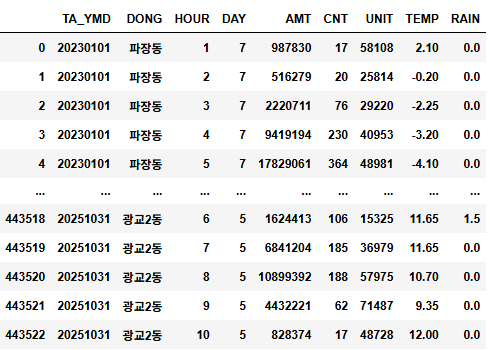 TA_YMD DONG HOUR DAY AMT CNT UNIT TEMP RAIN
0 20230101 파장동 1 7 987830 17 58108 2.10 0.0
1 20230101 파장동 2 7 516279 20 25814 -0.20 0.0
2 20230101 파장동 3 7 2220711 76 29220 -2.25 0.0
3 20230101 파장동 4 7 9419194 230 40953 -3.20 0.0
4 20230101 파장동 5 7 17829061 364 48981 -4.10 0.0
... ... ... ... ... ... ... ... ... ...
443518 20251031 광교2동 6 5 1624413 106 15325 11.65 1.5
443519 20251031 광교2동 7 5 6841204 185 36979 11.65 0.0
443520 20251031 광교2동 8 5 10899392 188 57975 10.70 0.0
443521 20251031 광교2동 9 5 4432221 62 71487 9.35 0.0
443522 20251031 광교2동 10 5 828374 17 48728 12.00 0.0